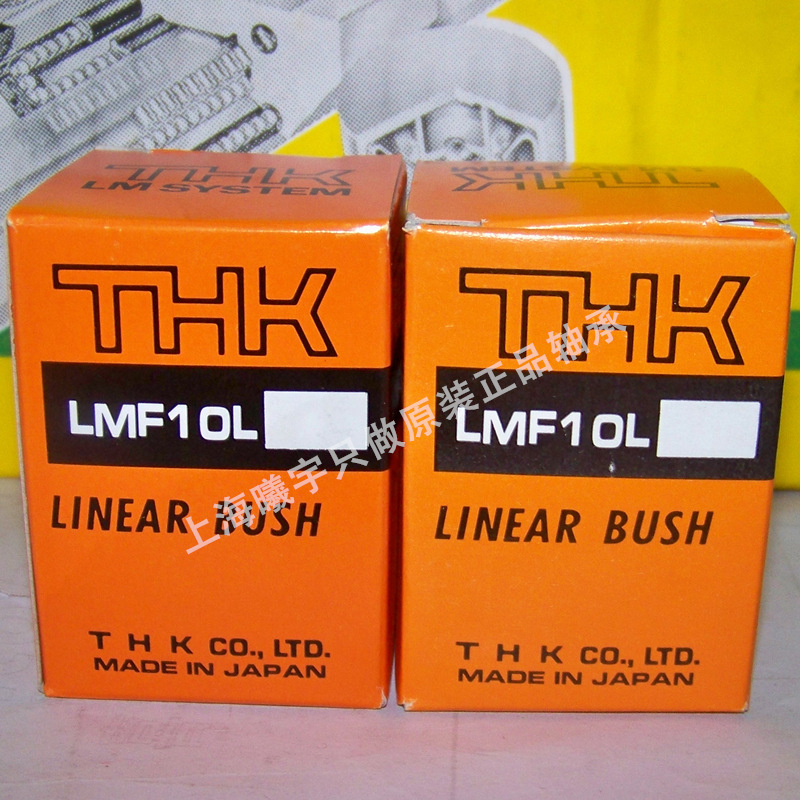 THK
LM SYSTEM
THK
LMF10L
LINEAR BUSH
THK CO., LTD.
MADE IN JAPAN
THK
THK
LMF10L
LINEAR BUSH
THK CO., LTD.
MADE IN JAPAN
上海曦宇只做原装正品轴承